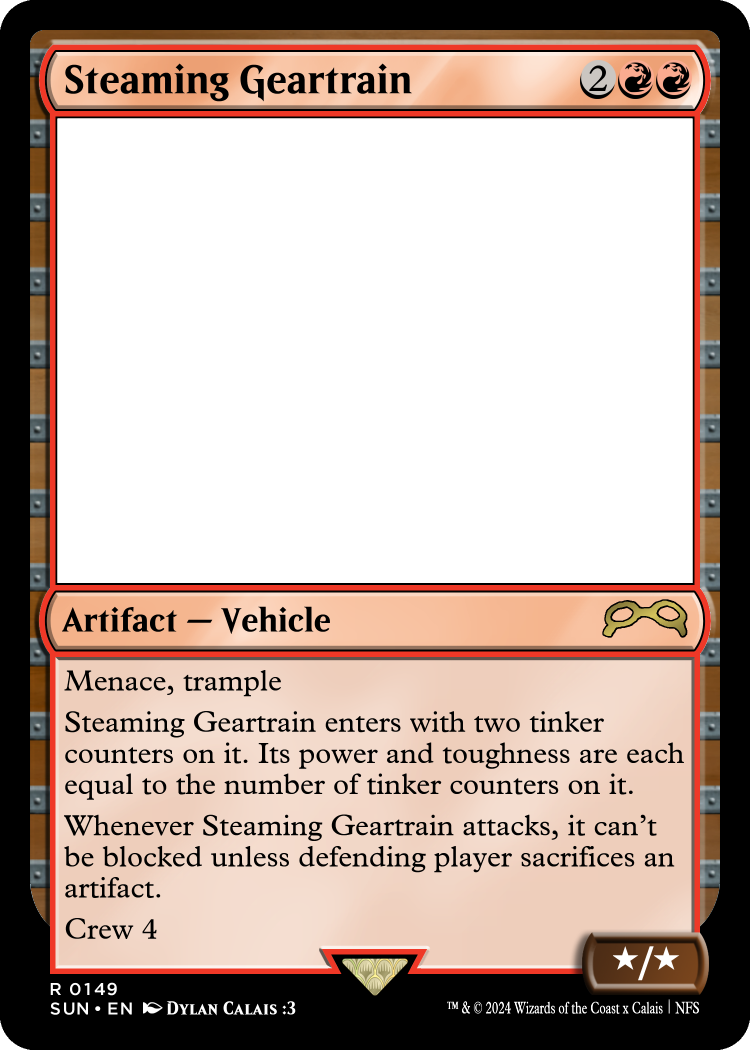 Steaming Geartrain 2
Artifact — Vehicle
Menace, trample
Steaming Geartrain enters with two tinker
counters on it. Its power and toughness are each
equal to the number of tinker counters on it.
Whenever Steaming Geartrain attacks, it can’t
be blocked unless defending player sacrifices an
artifact.
Crew 4
★/★
R 0149
SUN • EN Dylan Calais :3
™ & © 2024 Wizards of the Coast x Calais | NFS